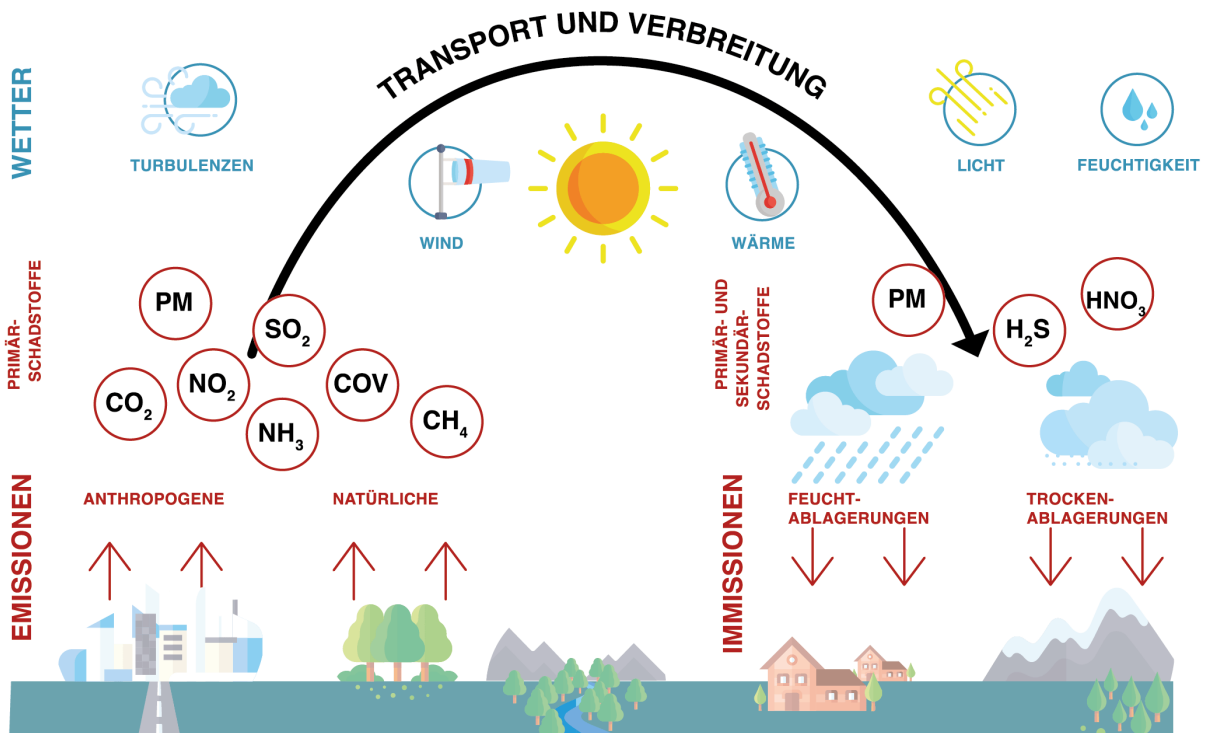 TRANSPORT UND VERBREITUNG
WETTER
TURBULENZEN
WIND
WÄRME
LICHT
FEUCHTIGKEIT
PRIMÄR-
SCHADSTOFFE
PM
SO₂
CO₂
NO₂
NH₃
COV
CH₄
PRIMÄR- UND
SEKUNDÄR-
SCHADSTOFFE
PM
H₂S
HNO₃
EMISSIONEN
ANTHROPOGENE
NATÜRLICHE
IMMISSIONEN
FEUCHT-
ABLAGERUNGEN
TROCKEN-
ABLAGERUNGEN